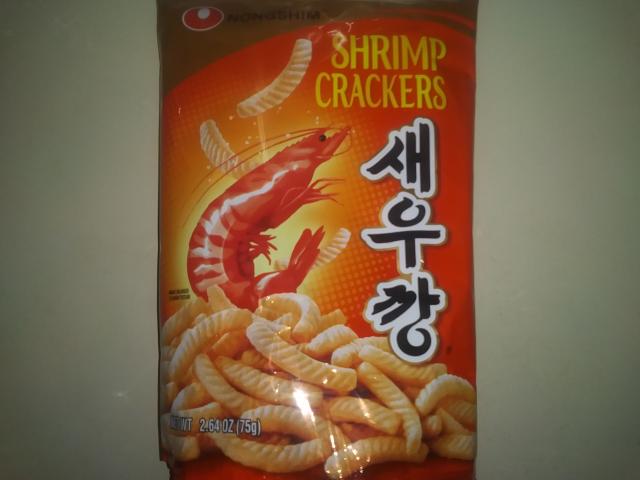 NONGSHIM
SHRIMP
CRACKERS
새우깡
NET WT 2.64 OZ (75g)